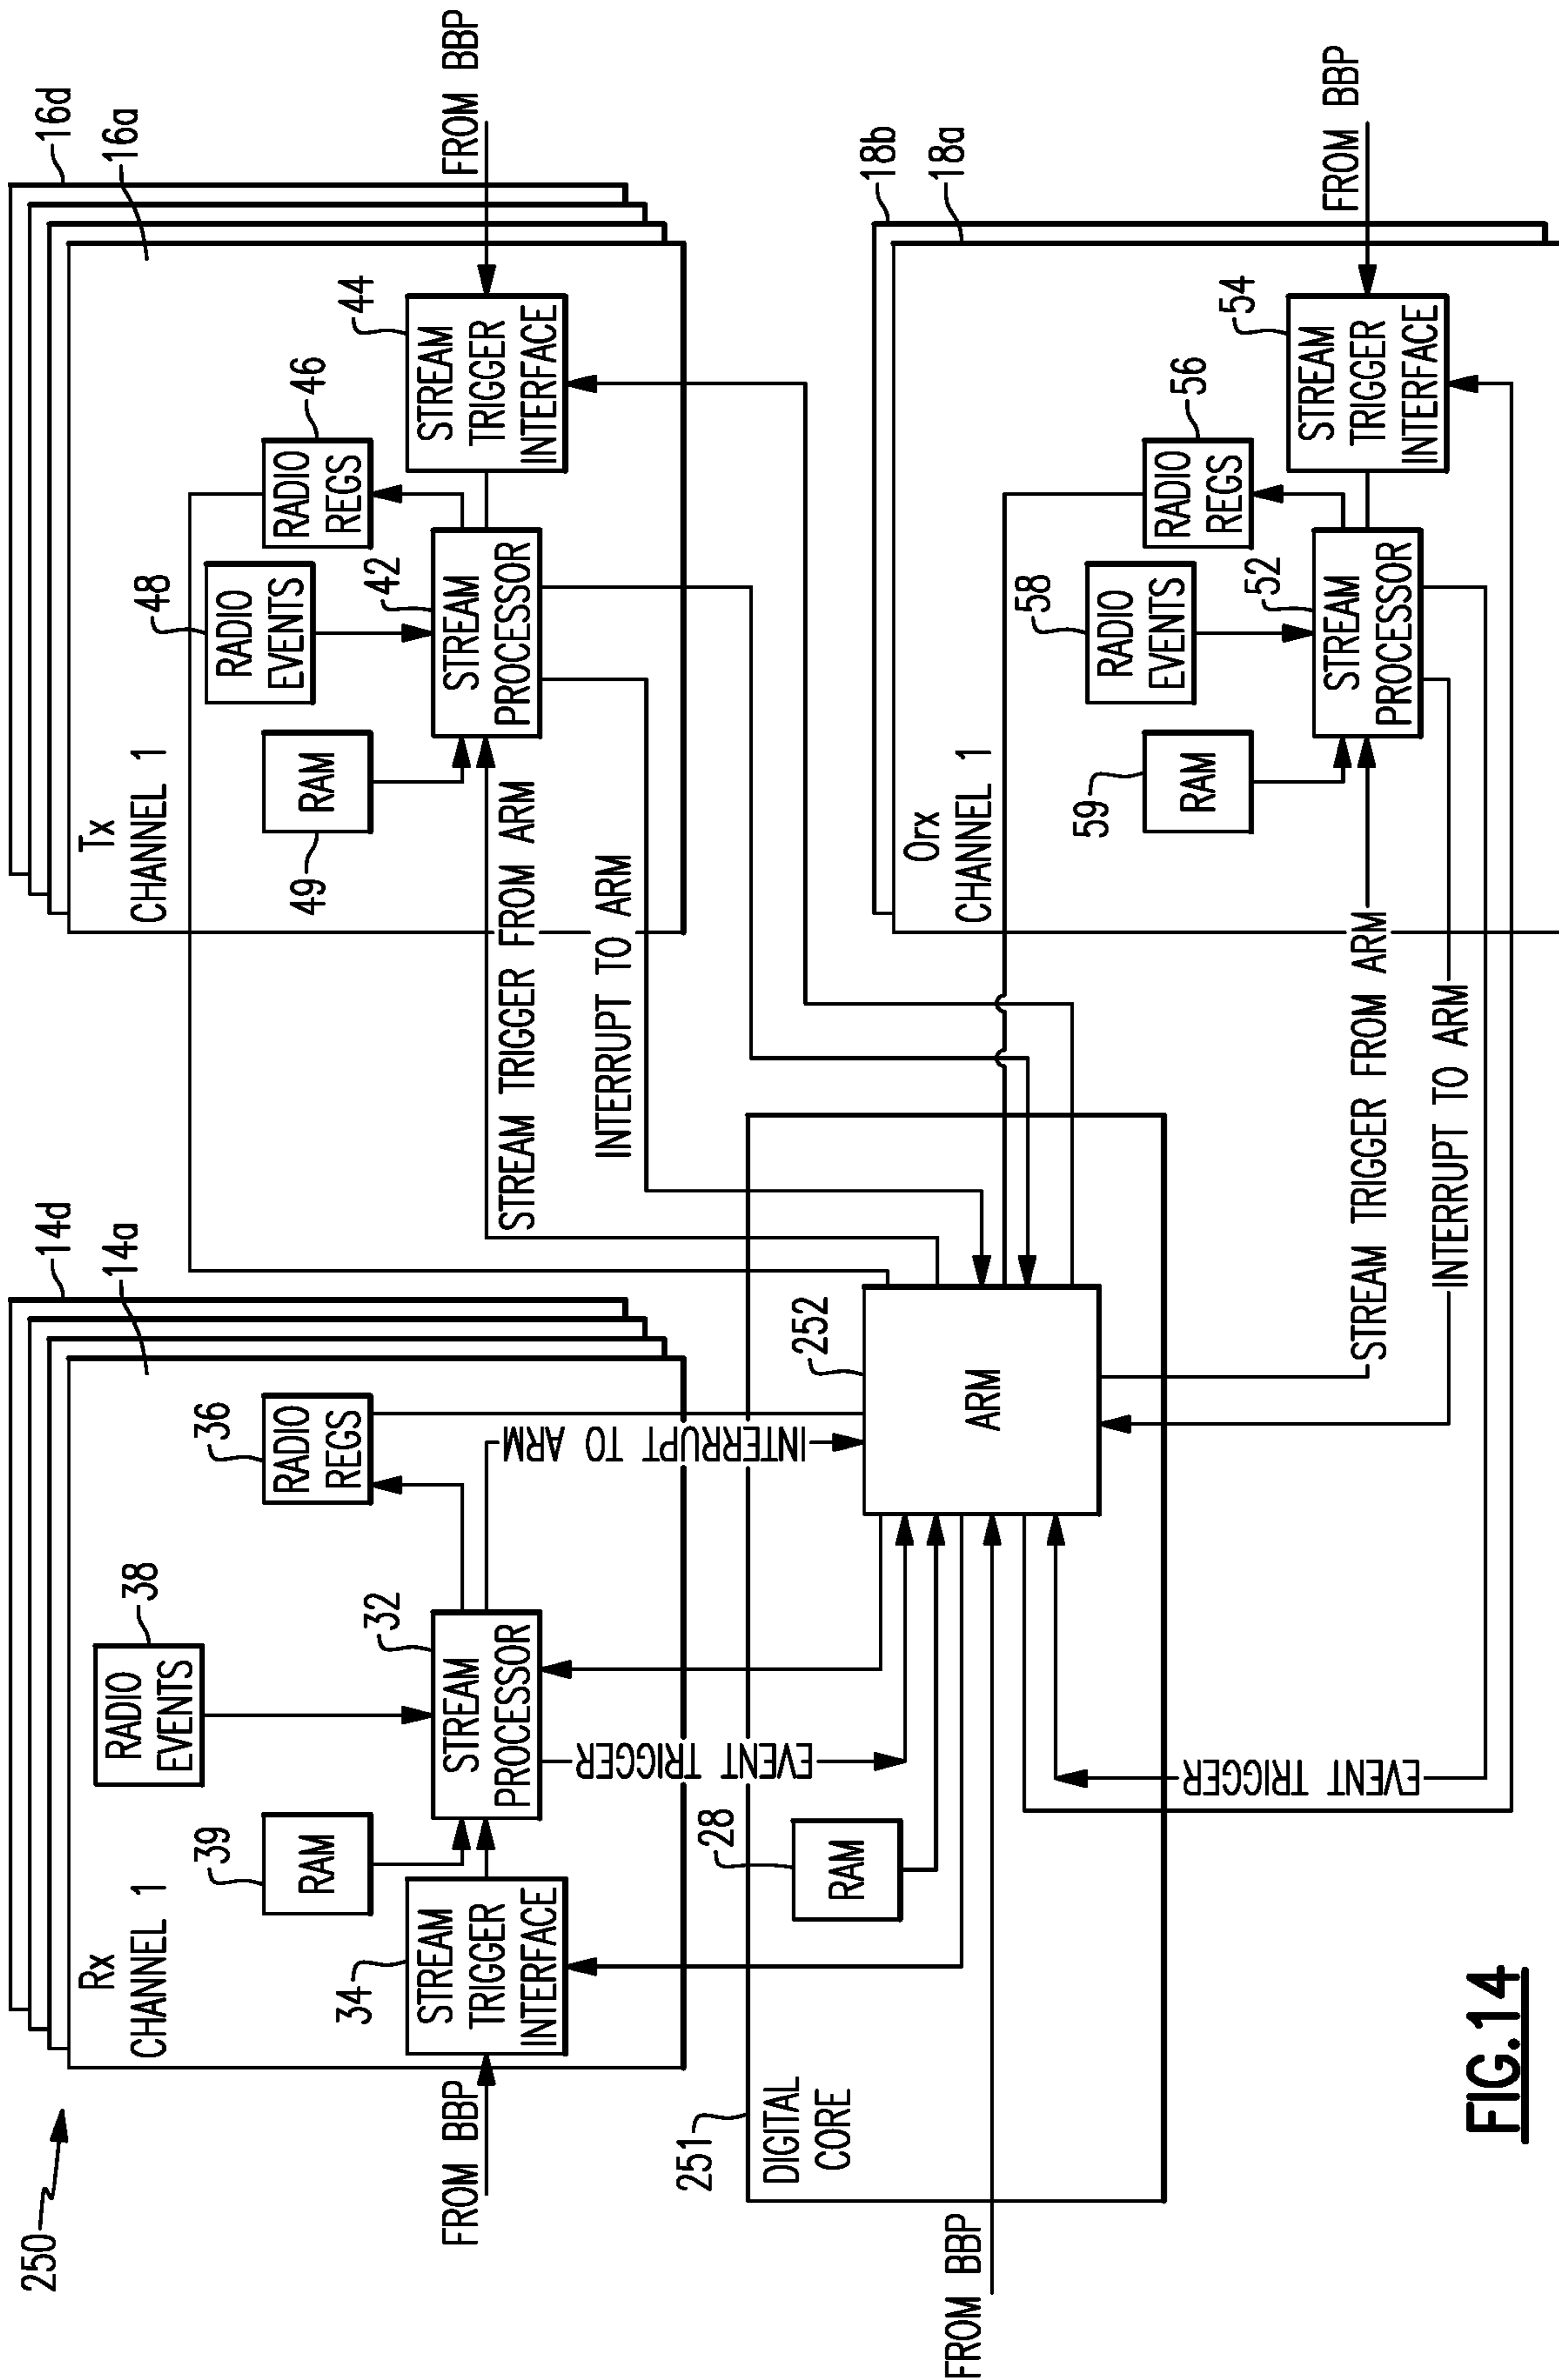 250
Rx
CHANNEL 1
14d
14a
RADIO
EVENTS
38
RADIO
REGS
36
RAM
39
STREAM
PROCESSOR
32
STREAM
TRIGGER
INTERFACE
34
FROM BBP
EVENT TRIGGER
INTERRUPT TO ARM
Tx
CHANNEL 1
16d
16a
RADIO
EVENTS
48
RADIO
REGS
46
RAM
49
STREAM
PROCESSOR
42
STREAM
TRIGGER
INTERFACE
44
FROM BBP
STREAM TRIGGER FROM ARM
INTERRUPT TO ARM
251
DIGITAL
CORE
RAM
28
ARM
252
FROM BBP
Orx
CHANNEL 1
18b
18a
RADIO
EVENTS
58
RADIO
REGS
56
RAM
59
STREAM
PROCESSOR
52
STREAM
TRIGGER
INTERFACE
54
FROM BBP
STREAM TRIGGER FROM ARM
INTERRUPT TO ARM
EVENT TRIGGER
FIG.14